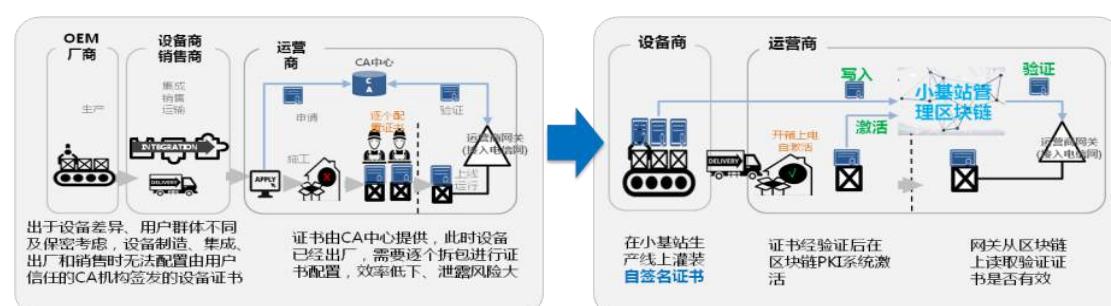 OEM
厂商
设备商
销售商
运营
商
CA中心
C
A
生产
集成
销售
运输
申请
逐个配
置证书
验证
运营商网关
(接入电信网)
INTEGRATION
DELIVERY
APPLY
施工
上线
运行
出于设备差异、用户群体不同
及保密考虑，设备制造、集成、
出厂和销售时无法配置由用户
信任的CA机构签发的设备证书
证书由CA中心提供，此时设备
已经出厂，需要逐个拆包进行证
书配置，效率低下、泄露风险大
设备商
运营商
写入
小基站管
理区块链
验证
激活
开箱上电
自激活
运营商网关
(接入电信网)
DELIVERY
在小基站生
产线上灌装
自签名证书
证书经验证后在
区块链PKI系统激
活
网关从区块链
上读取验证证
书是否有效